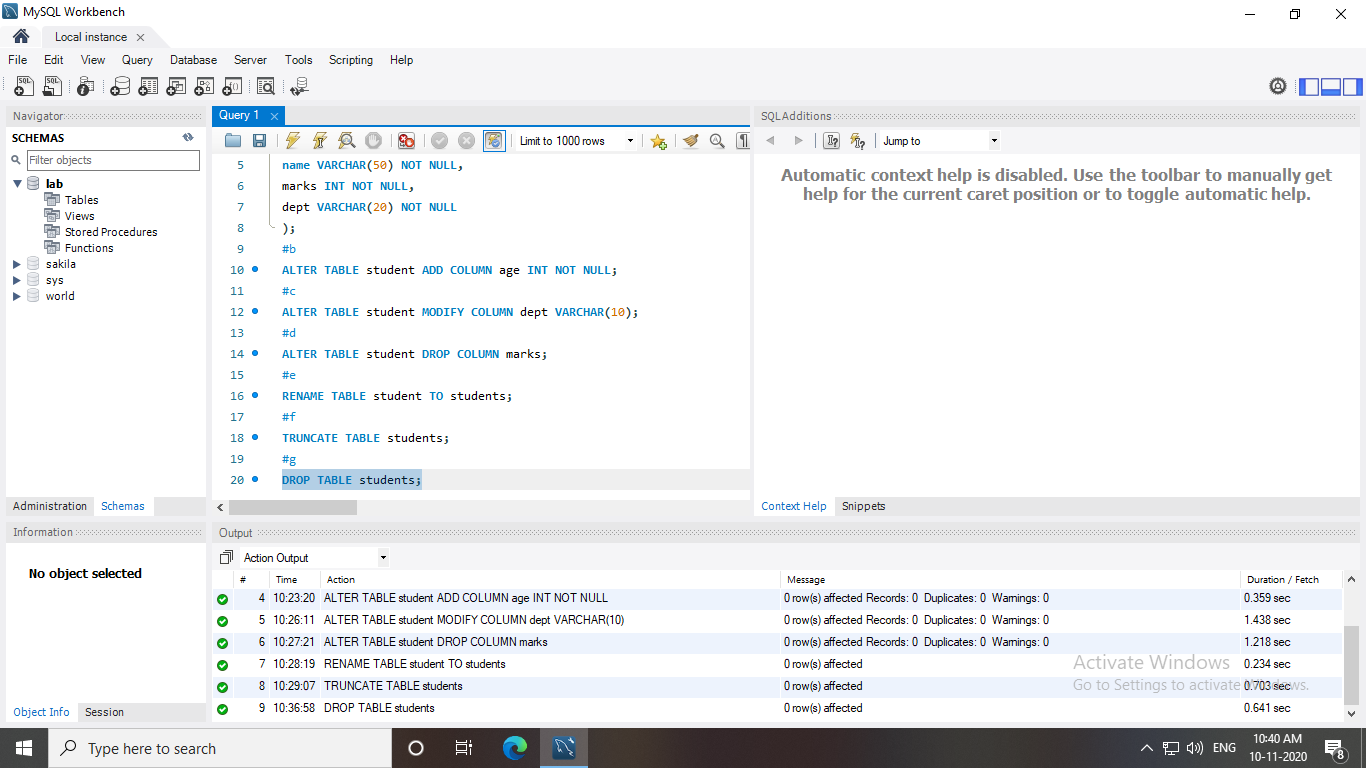 MySQL Workbench
Local instance
File Edit View Query Database Server Tools Scripting Help
Navigator
SCHEMAS
Filter objects
lab
Tables
Views
Stored Procedures
Functions
sakila
sys
world
Administration Schemas
Information
No object selected
Object Info Session
Query 1
Limit to 1000 rows
5 name VARCHAR(50) NOT NULL,
6 marks INT NOT NULL,
7 dept VARCHAR(20) NOT NULL
8 );
9 #b
10 ALTER TABLE student ADD COLUMN age INT NOT NULL;
11 #c
12 ALTER TABLE student MODIFY COLUMN dept VARCHAR(10);
13 #d
14 ALTER TABLE student DROP COLUMN marks;
15 #e
16 RENAME TABLE student TO students;
17 #f
18 TRUNCATE TABLE students;
19 #g
20 DROP TABLE students;
SQLAdditions
Jump to
Automatic context help is disabled. Use the toolbar to manually get
help for the current caret position or to toggle automatic help.
Context Help Snippets
Output
Action Output
# Time Action Message Duration / Fetch
4 10:23:20 ALTER TABLE student ADD COLUMN age INT NOT NULL 0 row(s) affected Records: 0 Duplicates: 0 Warnings: 0 0.359 sec
5 10:26:11 ALTER TABLE student MODIFY COLUMN dept VARCHAR(10) 0 row(s) affected Records: 0 Duplicates: 0 Warnings: 0 1.438 sec
6 10:27:21 ALTER TABLE student DROP COLUMN marks 0 row(s) affected Records: 0 Duplicates: 0 Warnings: 0 1.218 sec
7 10:28:19 RENAME TABLE student TO students 0 row(s) affected 0.234 sec
8 10:29:07 TRUNCATE TABLE students 0 row(s) affected 0.703 sec
9 10:36:58 DROP TABLE students 0 row(s) affected 0.641 sec
Activate Windows
Go to Settings to activate Windows.
Type here to search
ENG
10:40 AM
10-11-2020
8